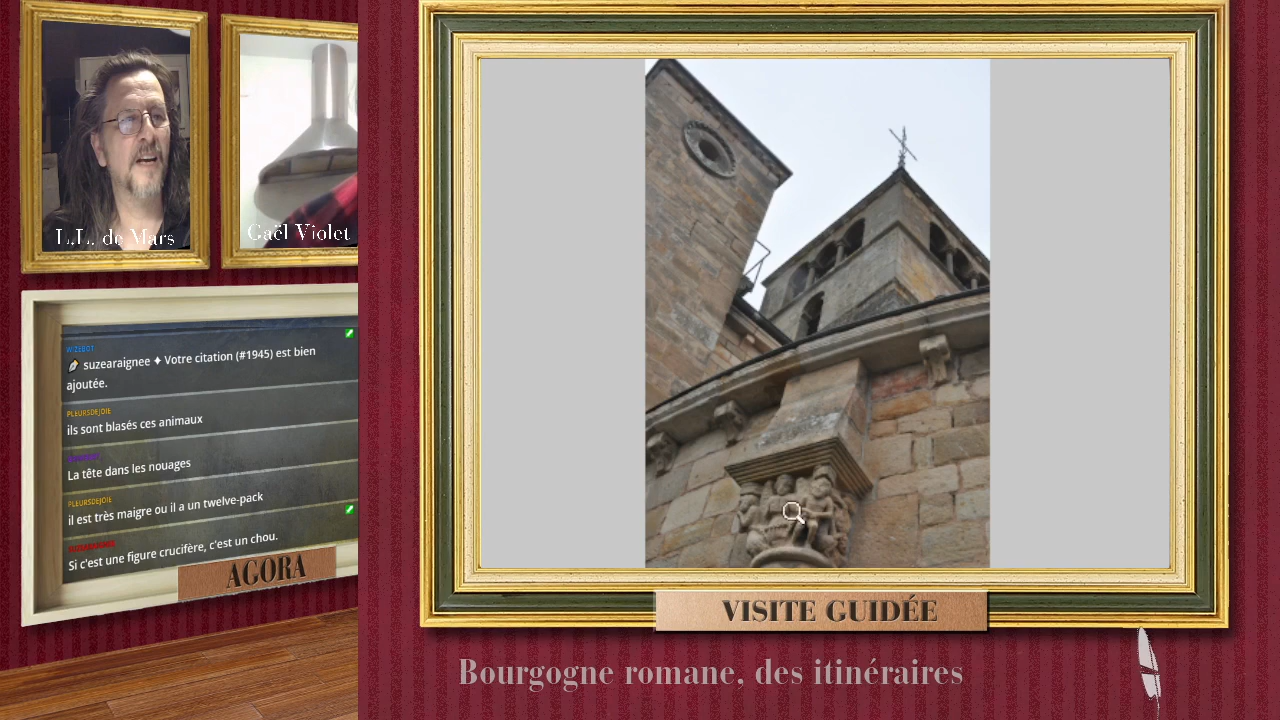 L.L. de Mars
Gaël Violet
WIZEBOT
suzearaignee ✦ Votre citation (#1945) est bien
ajoutée.
PLEURSDEJOIE
ils sont blasés ces animaux
La tête dans les nouages
PLEURSDEJOIE
il est très maigre ou il a un twelve-pack
Si c'est une figure crucifère, c'est un chou.
AGORA
VISITE GUIDÉE
Bourgogne romane, des itinéraires